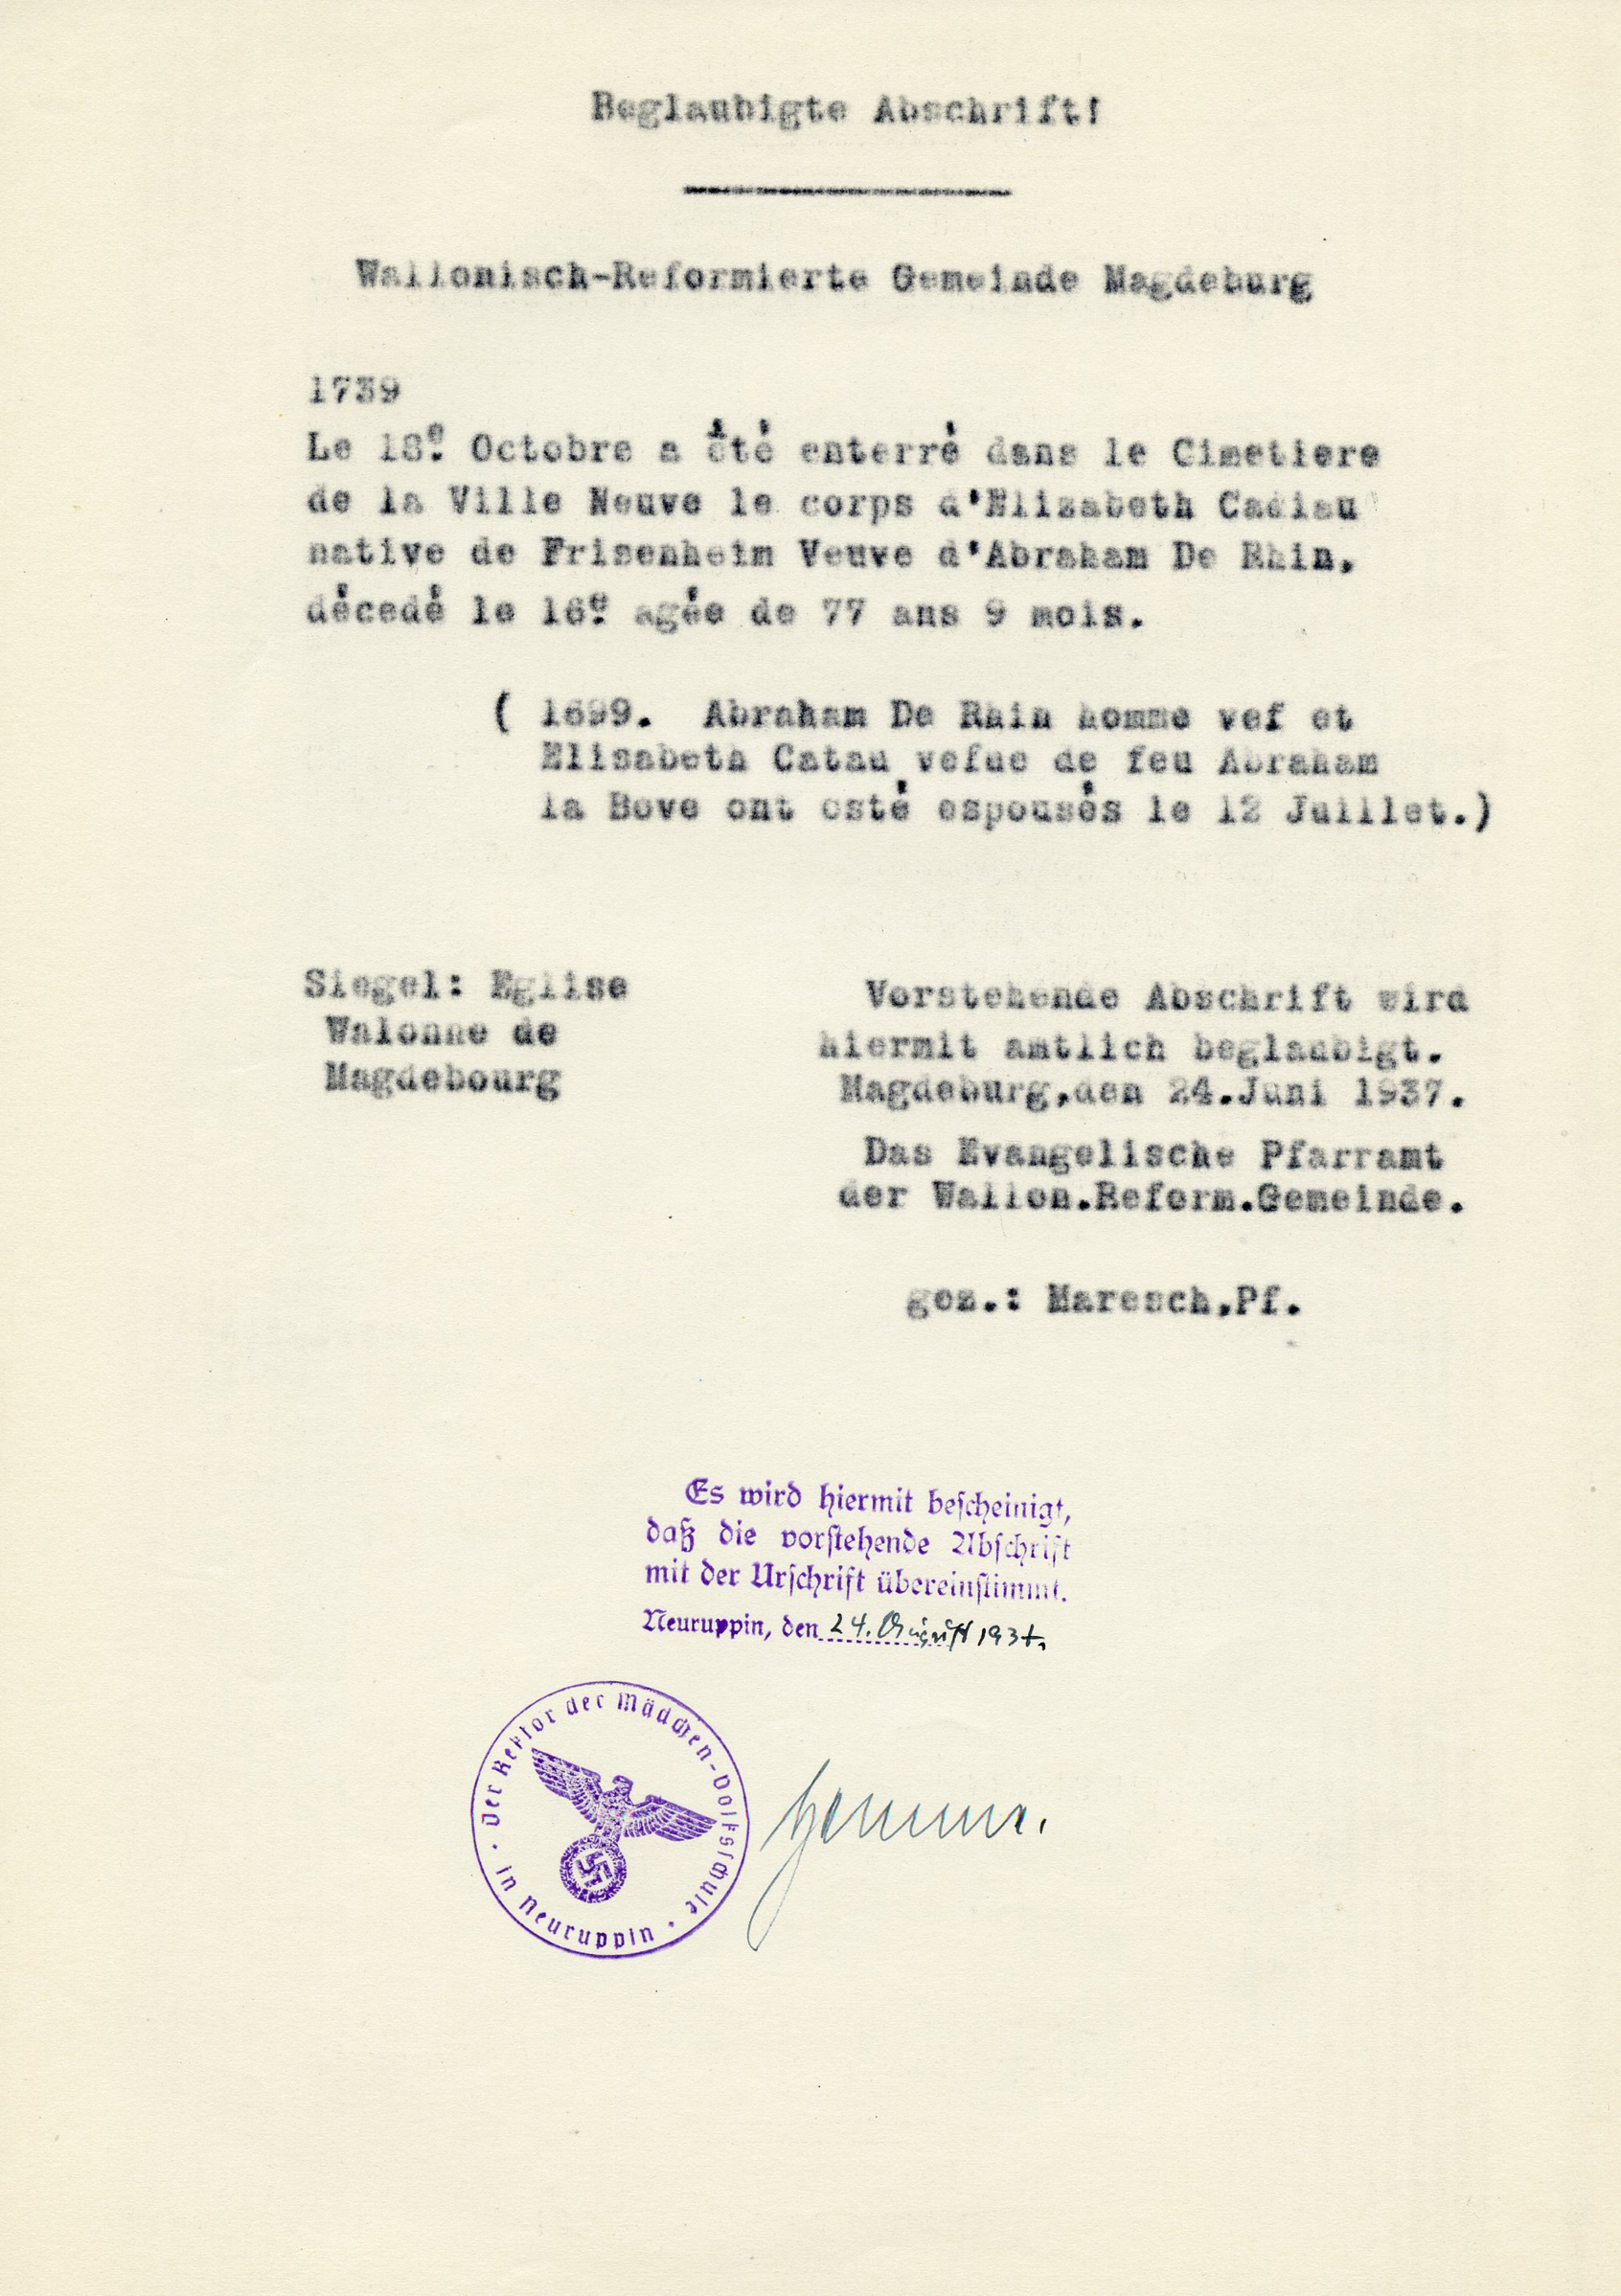 Beglaubigte Abschrift!
Wallonisch-Reformierte Gemeinde Magdeburg
1739
Le 18e. Octobre a été enterré dans le Cimetiere
de la Ville Neuve le corps d'Elisabeth Cadiau
native de Frisenheim Veuve d'Abraham De Rhin,
décedé le 16e. agée de 77 ans 9 mois.
( 1699. Abraham De Rhin homme vef et
Elisabeth Catau vefue de feu Abraham
la Bove ont esté espousés le 12 Juillet.)
Siegel: Eglise
Walonne de
Magdebourg
Vorstehende Abschrift wird
hiermit amtlich beglaubigt.
Magdeburg,den 24.Juni 1937.
Das Evangelische Pfarramt
der Wallon.Reform.Gemeinde.
gez.: Maresch,Pf.
Es wird hiermit bescheinigt,
daß die vorstehende Abschrift
mit der Urschrift übereinstimmt.
Neuruppin, den 24. August 1937.
Der Rektor der Mädchen-Volksschule
in Neuruppin